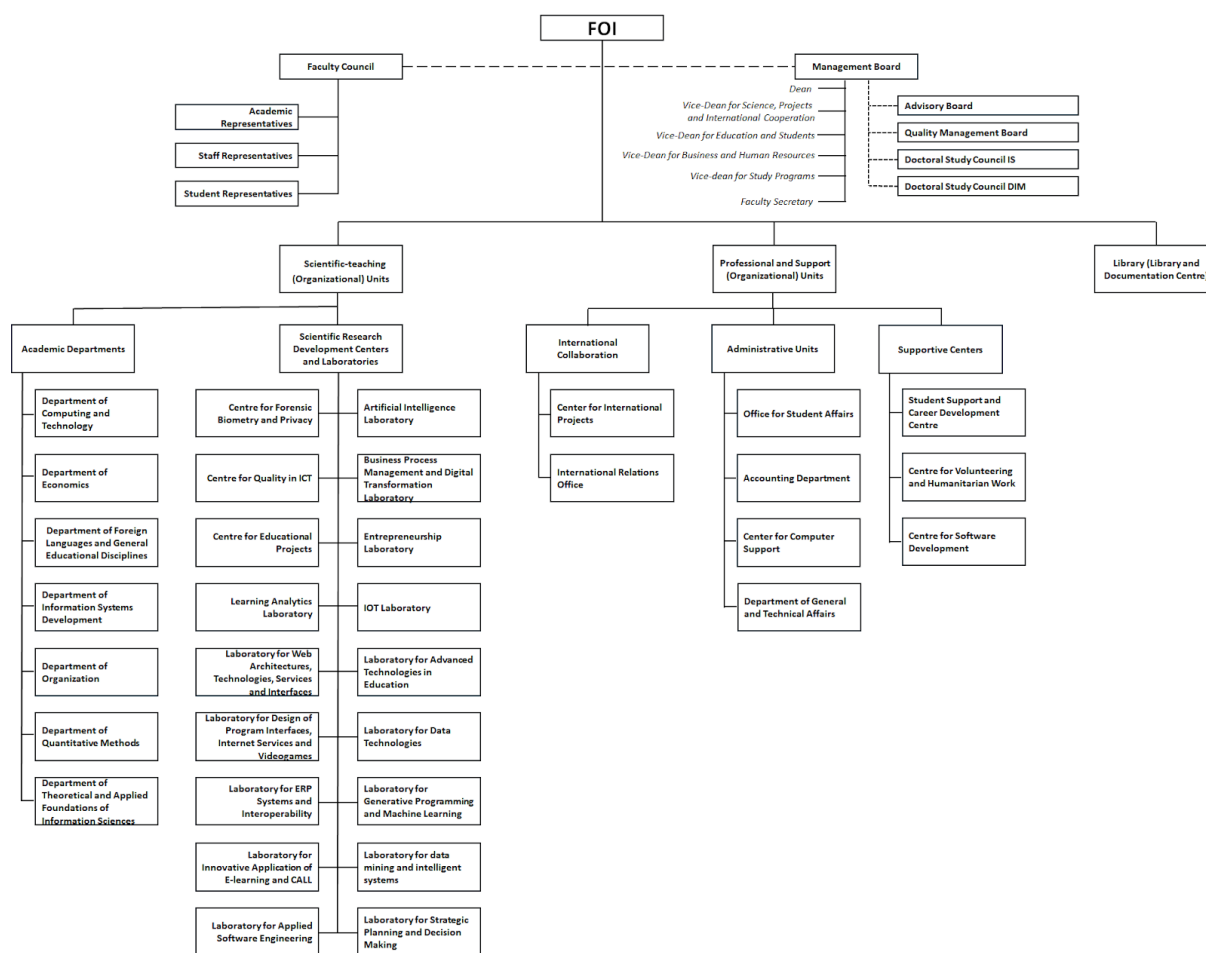 FOI
Faculty Council
Management Board
Academic
Representatives
Staff Representatives
Student Representatives
Dean
Vice-Dean for Science, Projects
and International Cooperation
Vice-Dean for Education and Students
Vice-Dean for Business and Human Resources
Vice-dean for Study Programs
Faculty Secretary
Advisory Board
Quality Management Board
Doctoral Study Council IS
Doctoral Study Council DIM
Scientific-teaching
(Organizational) Units
Professional and Support
(Organizational) Units
Library (Library and
Documentation Centre)
Academic Departments
Scientific Research
Development Centers
and Laboratories
International
Collaboration
Administrative Units
Supportive Centers
Department of
Computing and
Technology
Department of
Economics
Department of Foreign
Languages and General
Educational Disciplines
Department of
Information Systems
Development
Department of
Organization
Department of
Quantitative Methods
Department of
Theoretical and Applied
Foundations of
Information Sciences
Centre for Forensic
Biometry and Privacy
Centre for Quality in ICT
Centre for Educational
Projects
Learning Analytics
Laboratory
Laboratory for Web
Architectures,
Technologies, Services
and Interfaces
Laboratory for Design of
Program Interfaces,
Internet Services and
Videogames
Laboratory for ERP
Systems and
Interoperability
Laboratory for
Innovative Application of
E-learning and CALL
Laboratory for Applied
Software Engineering
Artificial Intelligence
Laboratory
Business Process
Management and Digital
Transformation
Laboratory
Entrepreneurship
Laboratory
IOT Laboratory
Laboratory for Advanced
Technologies in
Education
Laboratory for Data
Technologies
Laboratory for
Generative Programming
and Machine Learning
Laboratory for data
mining and intelligent
systems
Laboratory for Strategic
Planning and Decision
Making
Center for International
Projects
International Relations
Office
Office for Student Affairs
Accounting Department
Center for Computer
Support
Department of General
and Technical Affairs
Student Support and
Career Development
Centre
Centre for Volunteering
and Humanitarian Work
Centre for Software
Development